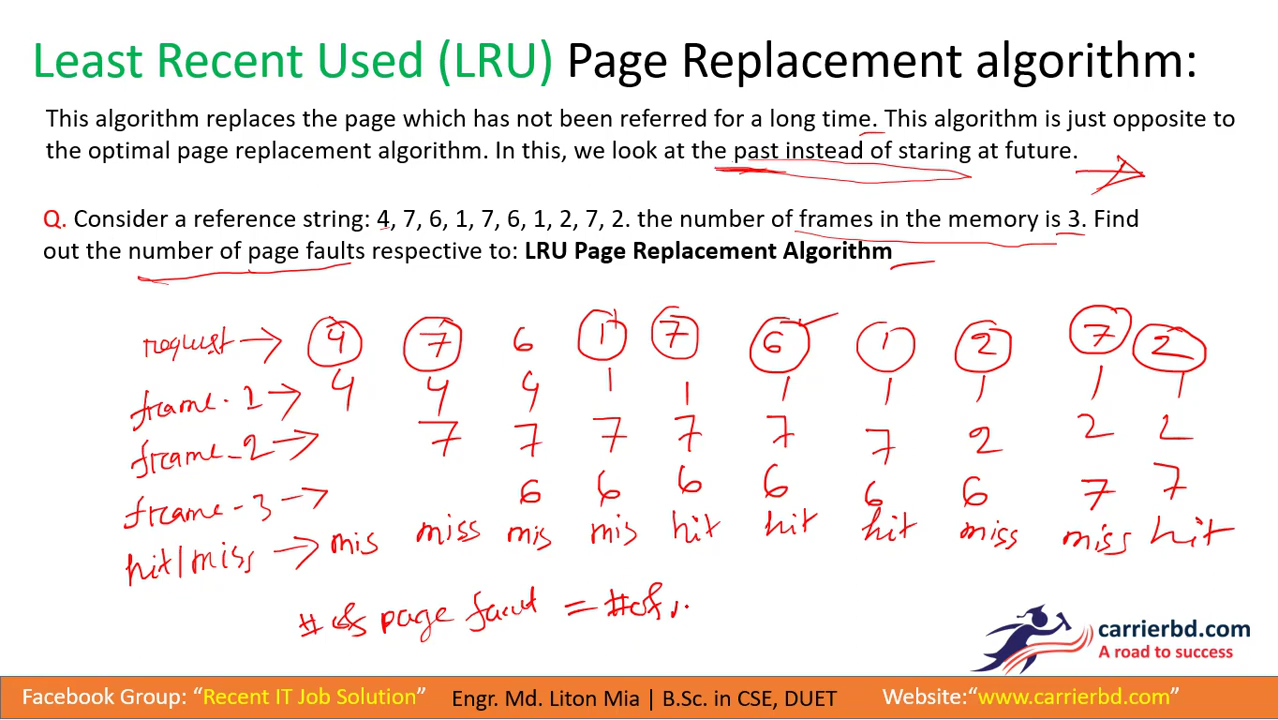 Least Recent Used (LRU) Page Replacement algorithm:
This algorithm replaces the page which has not been referred for a long time. This algorithm is just opposite to
the optimal page replacement algorithm. In this, we look at the past instead of staring at future.
Q. Consider a reference string: 4, 7, 6, 1, 7, 6, 1, 2, 7, 2. the number of frames in the memory is 3. Find
out the number of page faults respective to: LRU Page Replacement Algorithm
request → 4 7 6 1 7 6 1 2 7 2
frame-1 → 4 4 4 1 1 1 1 1 1 1
frame-2 → 7 7 7 7 7 7 2 2 2
frame-3 → 6 6 6 6 6 6 7 7
hit/miss → mis miss mis mis hit hit hit miss miss hit
# of page = #of
carrierbd.com
A road to success
Facebook Group: “Recent IT Job Solution” Engr. Md. Liton Mia | B.Sc. in CSE, DUET Website:“www.carrierbd.com”